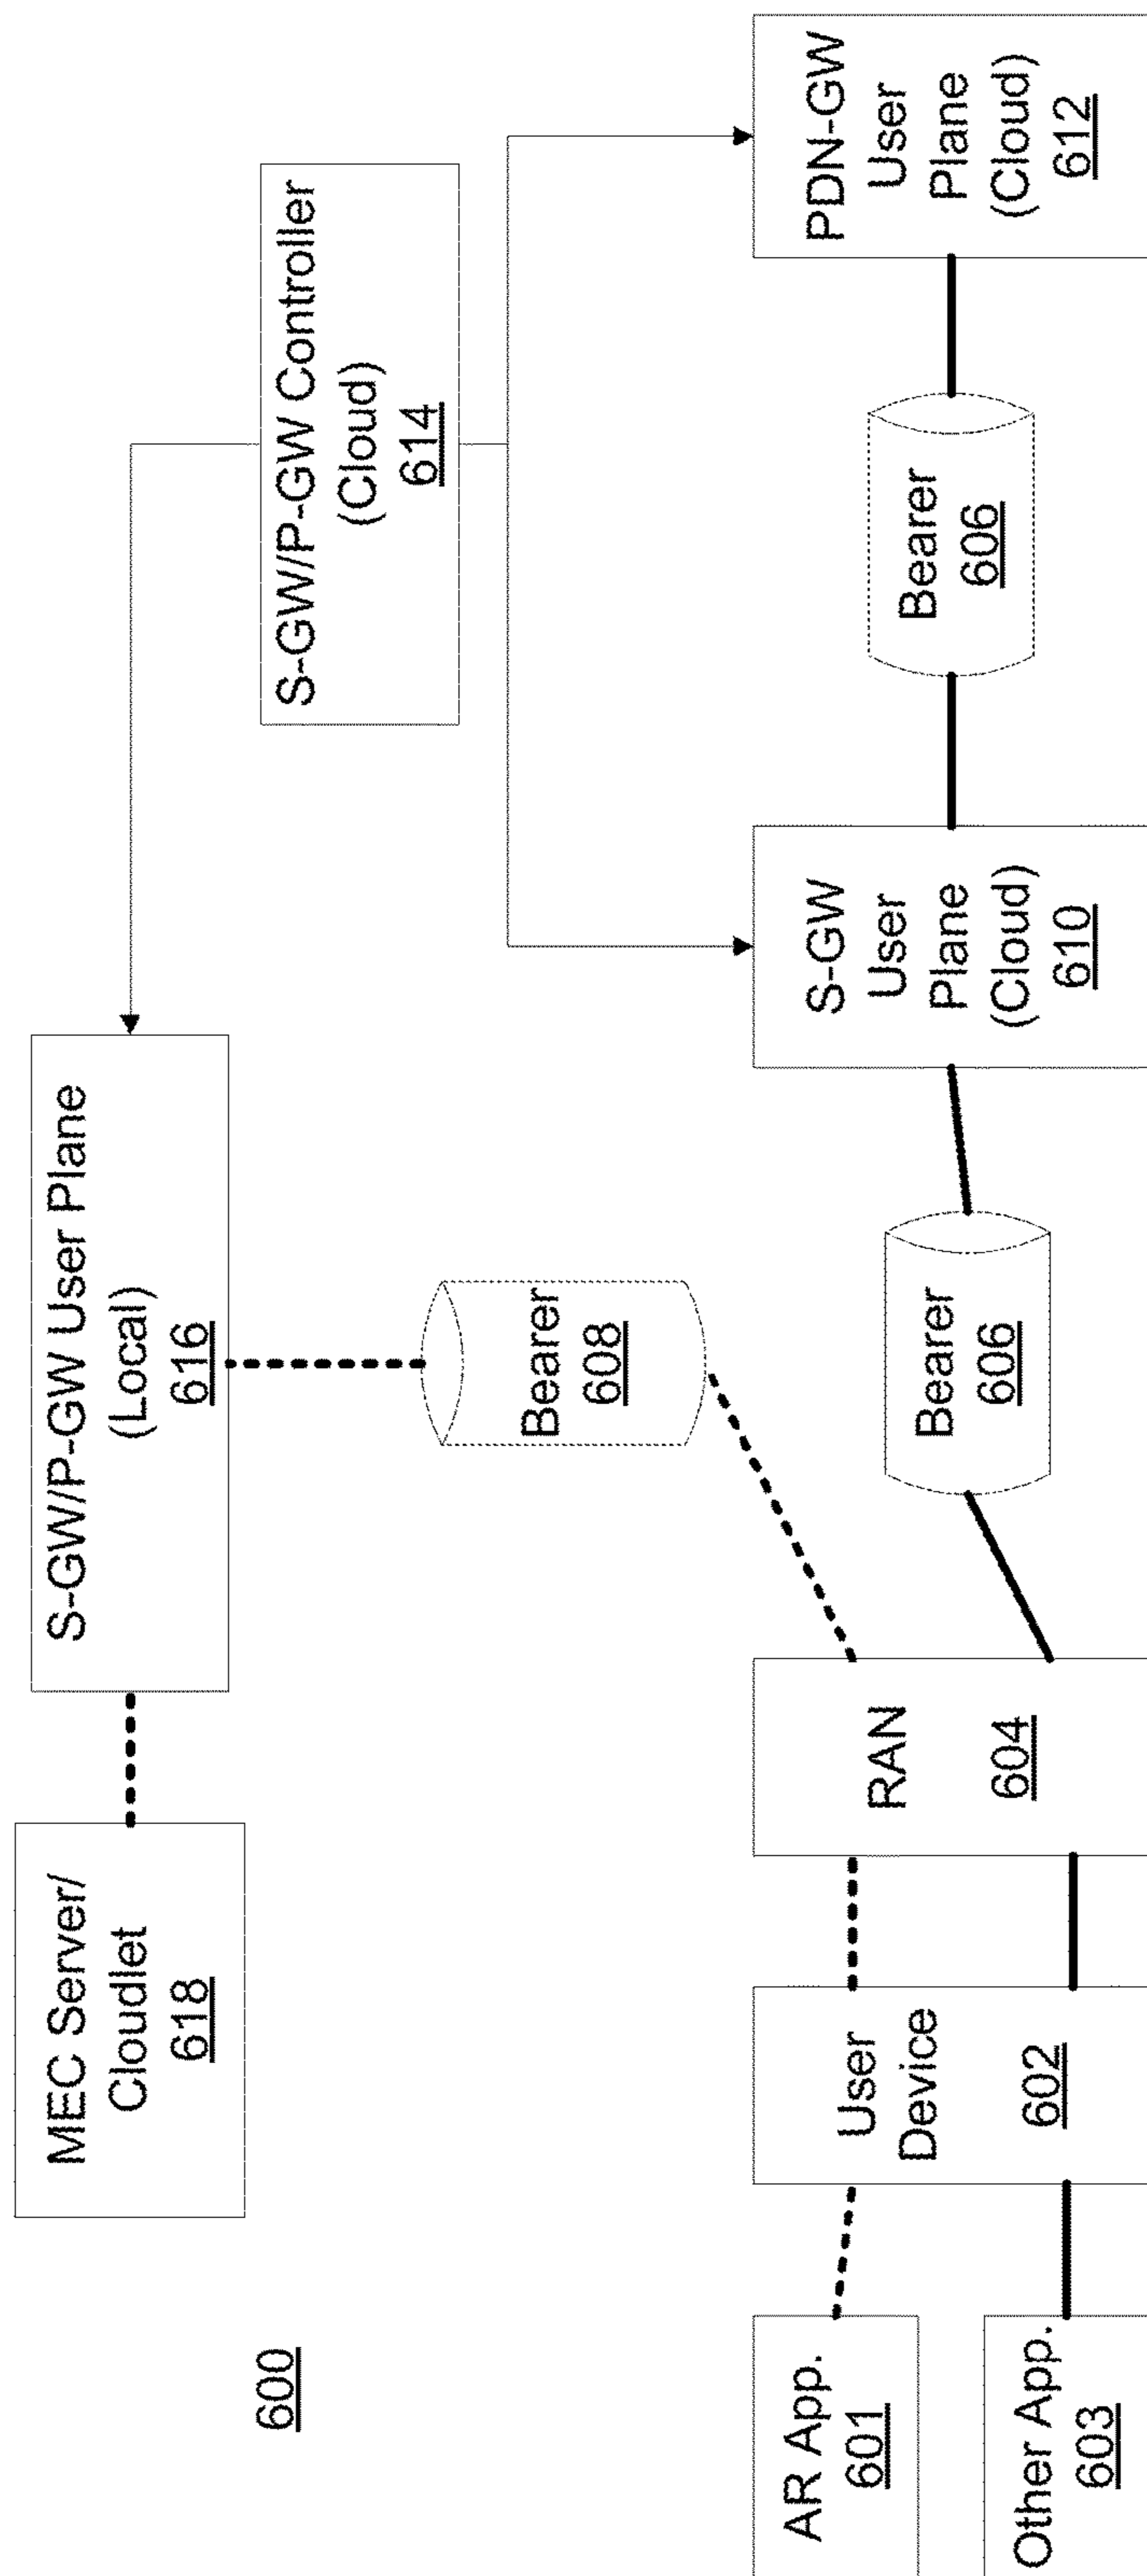 600
MEC Server/
Cloudlet
618
S-GW/P-GW User Plane
(Local)
616
S-GW/P-GW Controller
(Cloud)
614
Bearer
608
AR App.
601
Other App.
603
User
Device
602
RAN
604
Bearer
606
S-GW
User
Plane
(Cloud)
610
Bearer
606
PDN-GW
User
Plane
(Cloud)
612